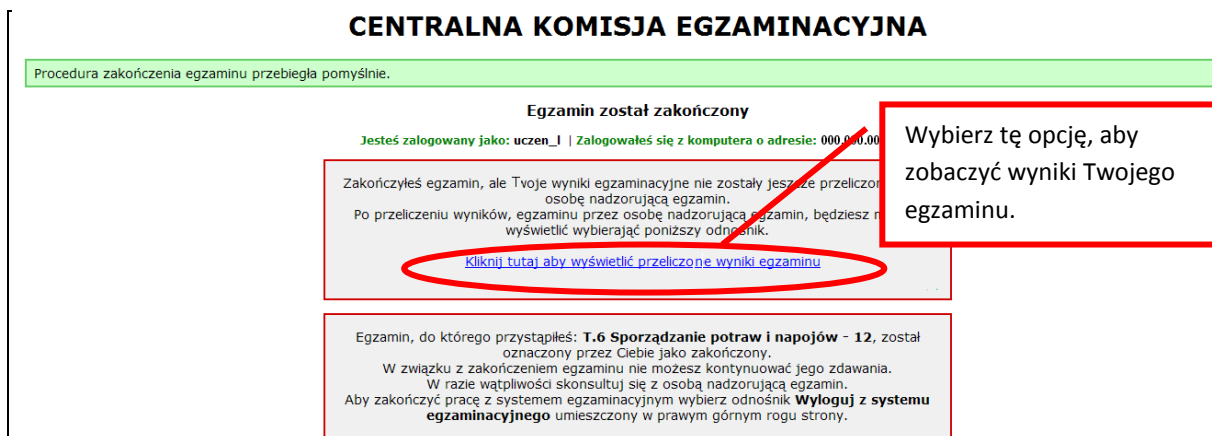 CENTRALNA KOMISJA EGZAMINACYJNA
Procedura zakończenia egzaminu przebiegła pomyślnie.
Egzamin został zakończony
Jesteś zalogowany jako: uczen_l | Zalogowałeś się z komputera o adresie: 000.000.00
Wybierz tę opcję, aby
zobaczyć wyniki Twojego
egzaminu.
Zakończyłeś egzamin, ale Twoje wyniki egzaminacyjne nie zostały jeszcze przeliczon
osobę nadzorującą egzamin.
Po przeliczeniu wyników, egzaminu przez osobę nadzorującą egzamin, będziesz
wyświetlić wybierająć poniższy odnośnik.
Kliknij tutaj aby wyświetlić przeliczone wyniki egzaminu
Egzamin, do którego przystąpiłeś: T.6 Sporządzanie potraw i napojów - 12, został
oznaczony przez Ciebie jako zakończony.
W związku z zakończeniem egzaminu nie możesz kontynuować jego zdawania.
W razie wątpliwości skonsultuj się z osobą nadzorującą egzamin.
Aby zakończyć pracę z systemem egzaminacyjnym wybierz odnośnik Wyloguj z systemu
egzaminacyjnego umieszczony w prawym górnym rogu strony.